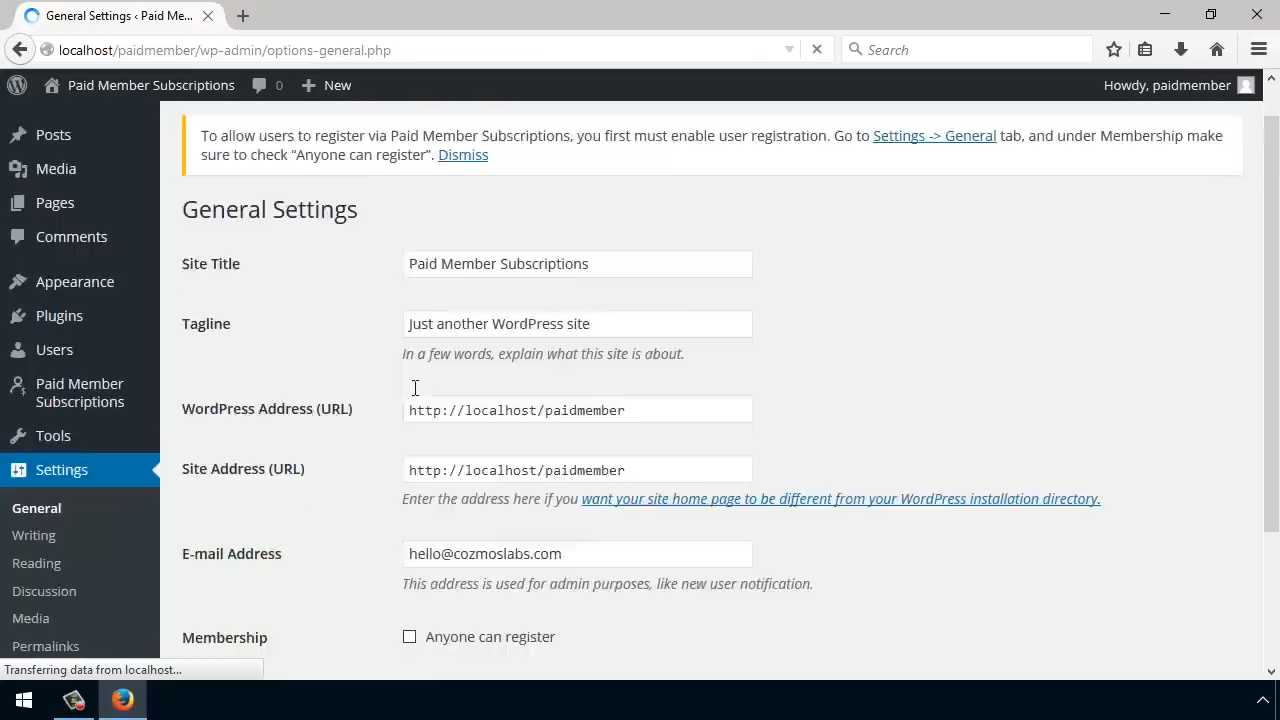 General Settings ‹ Paid Me...
localhost/paidmember/wp-admin/options-general.php
Search
Paid Member Subscriptions
0
New
Howdy, paidmember
Posts
Media
Pages
Comments
Appearance
Plugins
Users
Paid Member
Subscriptions
Tools
Settings
General
Writing
Reading
Discussion
Media
Permalinks
To allow users to register via Paid Member Subscriptions, you first must enable user registration. Go to Settings -> General tab, and under Membership make
sure to check “Anyone can register”. Dismiss
General Settings
Site Title
Paid Member Subscriptions
Tagline
Just another WordPress site
In a few words, explain what this site is about.
WordPress Address (URL)
http://localhost/paidmember
Site Address (URL)
http://localhost/paidmember
Enter the address here if you want your site home page to be different from your WordPress installation directory.
E-mail Address
hello@cozmoslabs.com
This address is used for admin purposes, like new user notification.
Membership
Anyone can register
Transferring data from localhost...